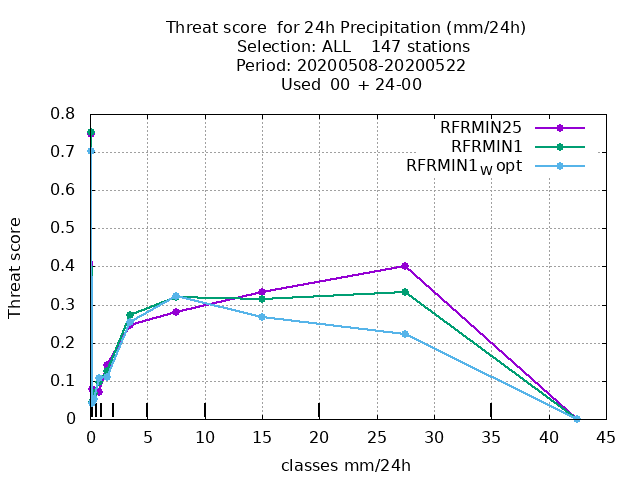 Threat score  for 24h Precipitation (mm/24h)
Selection: ALL    147 stations
Period: 20200508-20200522
Used  00 + 24-00
RFRMIN25
RFRMIN1
RFRMIN1w opt
Threat score
0.8
0.7
0.6
0.5
0.4
0.3
0.2
0.1
0
0 5 10 15 20 25 30 35 40 45
classes mm/24h